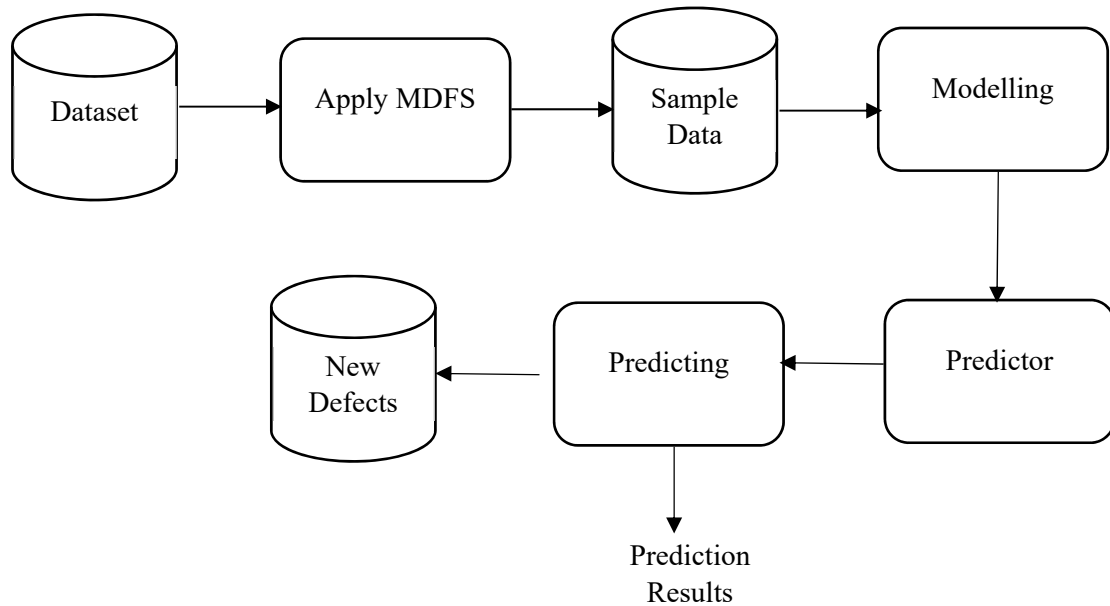 Dataset
Apply MDFS
Sample
Data
Modelling
New
Defects
Predicting
Predictor
Prediction
Results